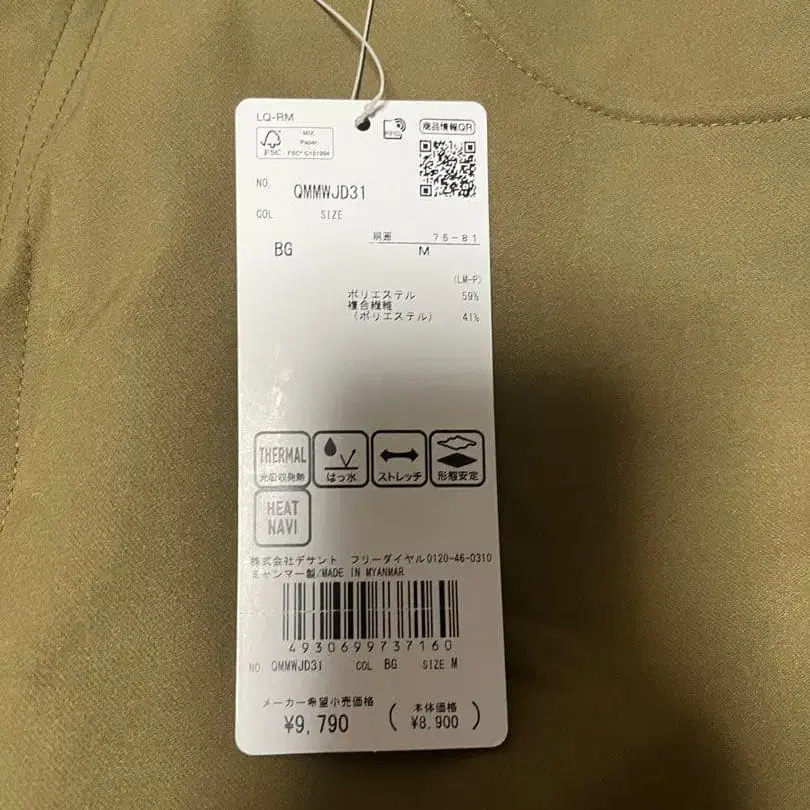 LQ-RM
MIX
Paper
FSC
FSC® C151994
RFID
商品情報QR
NO. QMMWJD31
COL SIZE
胴囲 75-81
BG M
(LM-P)
ポリエステル 59%
複合繊維
(ポリエステル) 41%
THERMAL
光吸収発熱
はっ水
ストレッチ
形態安定
HEAT
NAVI
株式会社デサント フリーダイヤル0120-46-0310
ミャンマー製/MADE IN MYANMAR
4930699737160
NO. QMMWJD31 COL BG SIZE M
メーカー希望小売価格 本体価格
¥9,790 (¥8,900)